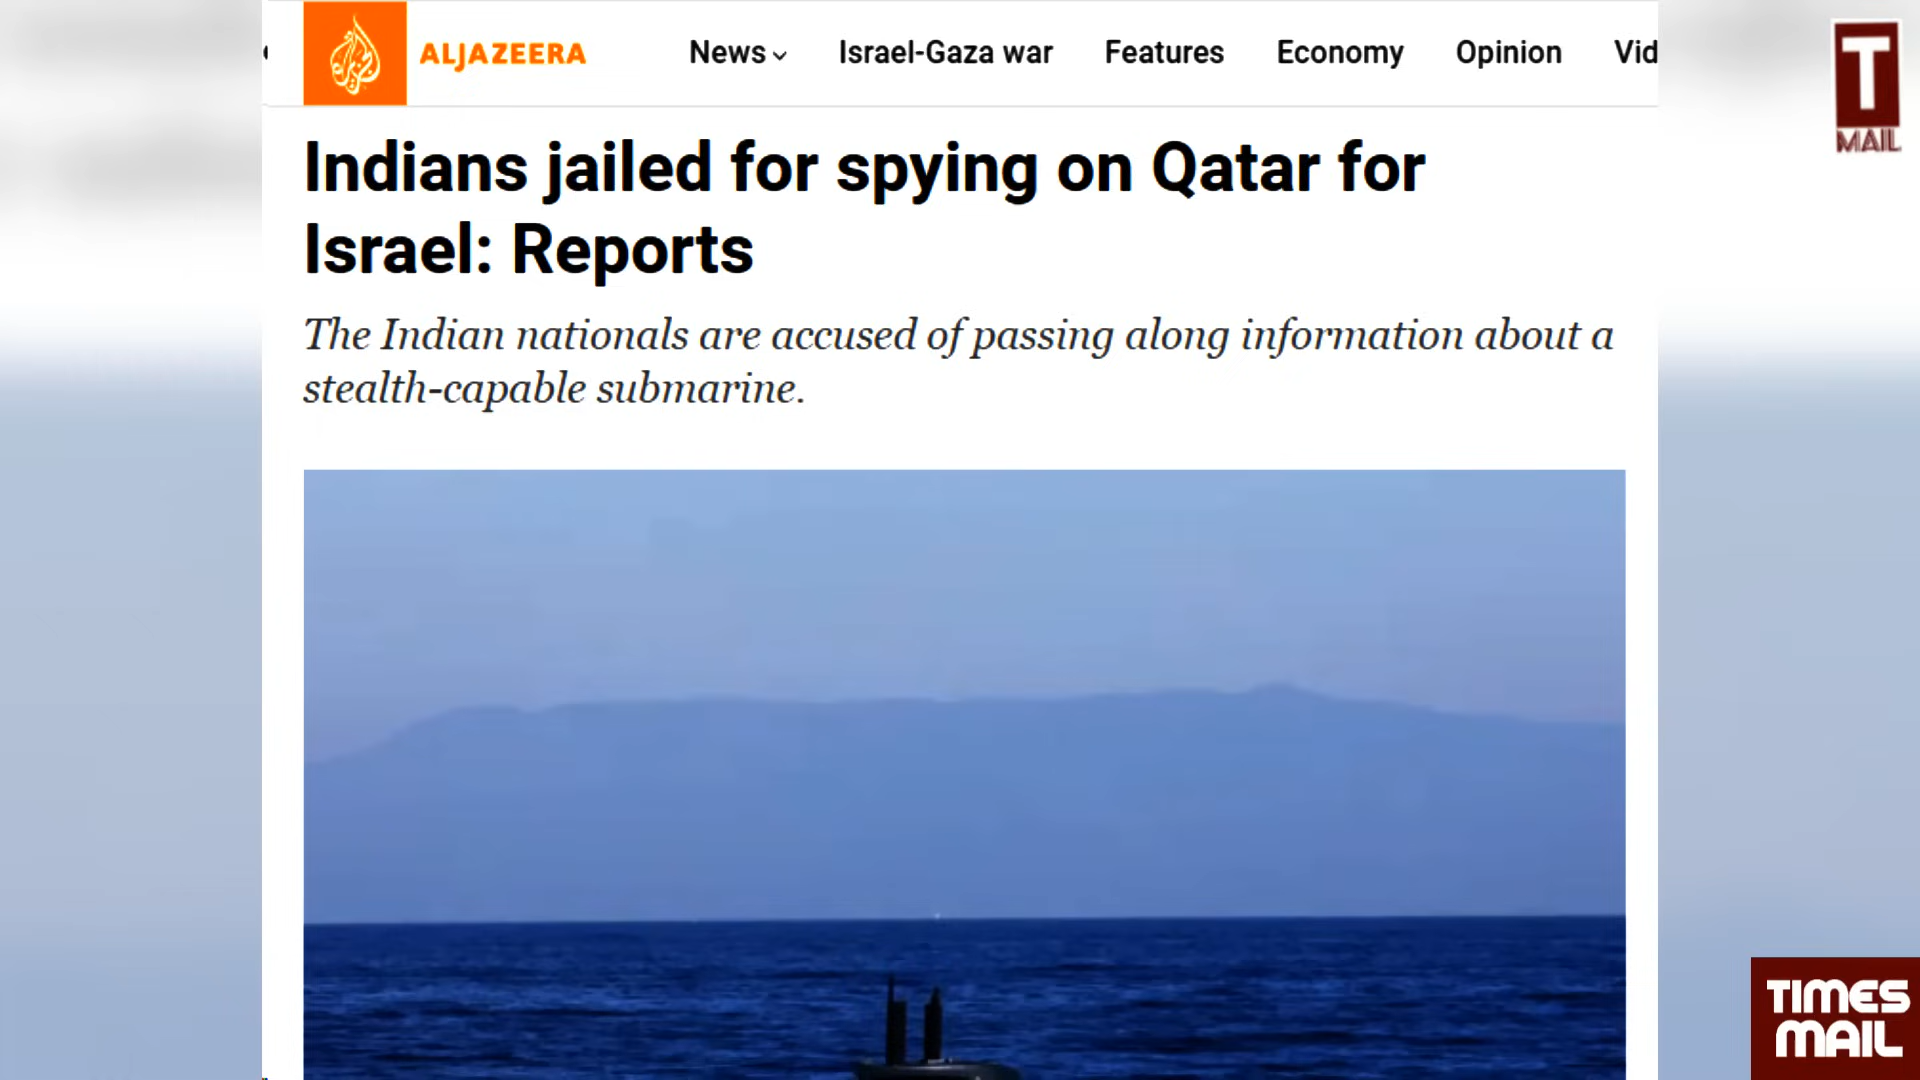 ALJAZEERA
News Israel-Gaza war Features Economy Opinion Vid
T
MAIL
Indians jailed for spying on Qatar for
Israel: Reports
The Indian nationals are accused of passing along information about a
stealth-capable submarine.
TIMES
MAIL